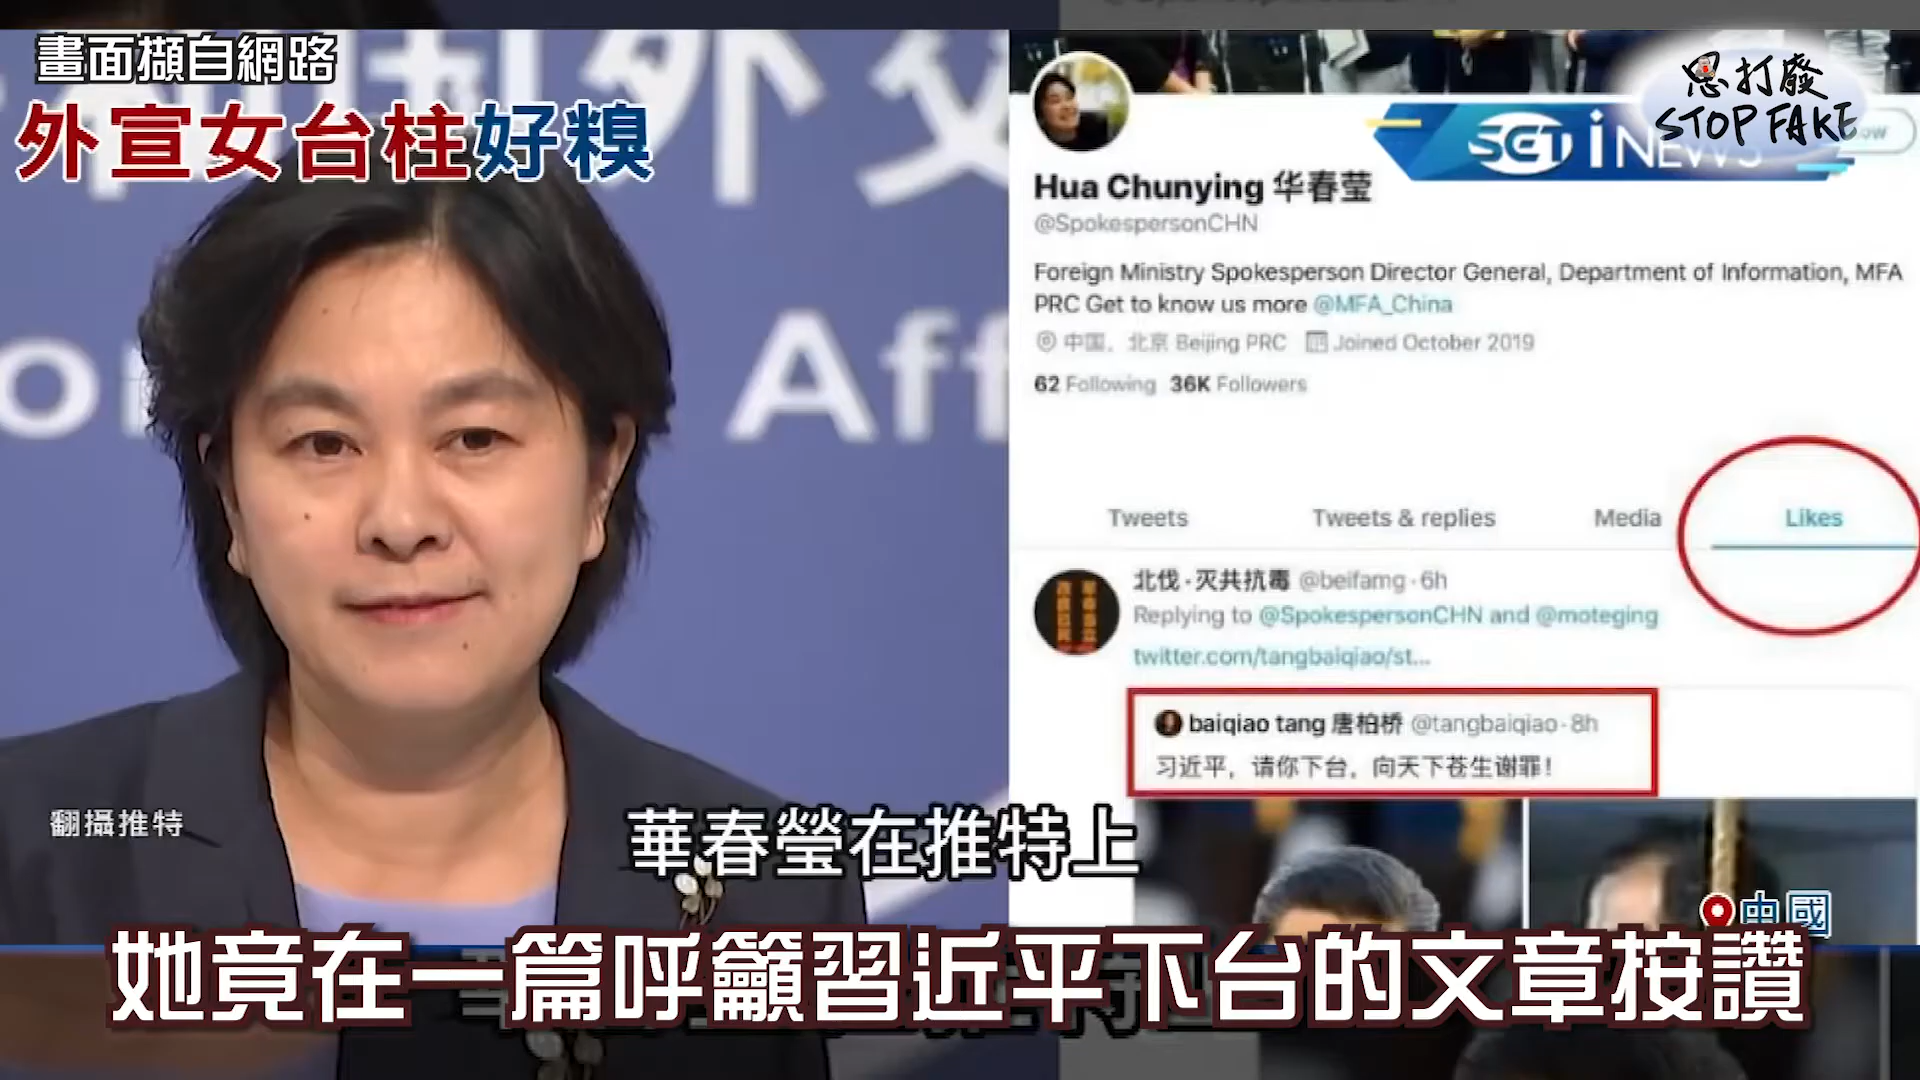 畫面擷自網路
外宣女台柱好糗
国外交
Aff
思打發
STOP FAKE
SET iNEWS
Hua Chunying 华春莹
@SpokespersonCHN
Foreign Ministry Spokesperson Director General, Department of Information, MFA
PRC Get to know us more @MFA_China
中国，北京 Beijing PRC Joined October 2019
62 Following 36K Followers
Tweets Tweets & replies Media Likes
北伐·灭共抗毒 @beifamg · 6h
Replying to @SpokespersonCHN and @moteging
twitter.com/tangbaiqiao/st...
baiqiao tang 唐柏桥 @tangbaiqiao · 8h
习近平，请你下台，向天下苍生谢罪！
翻攝推特
華春瑩在推特上
中國
她竟在一篇呼籲習近平下台的文章按讚